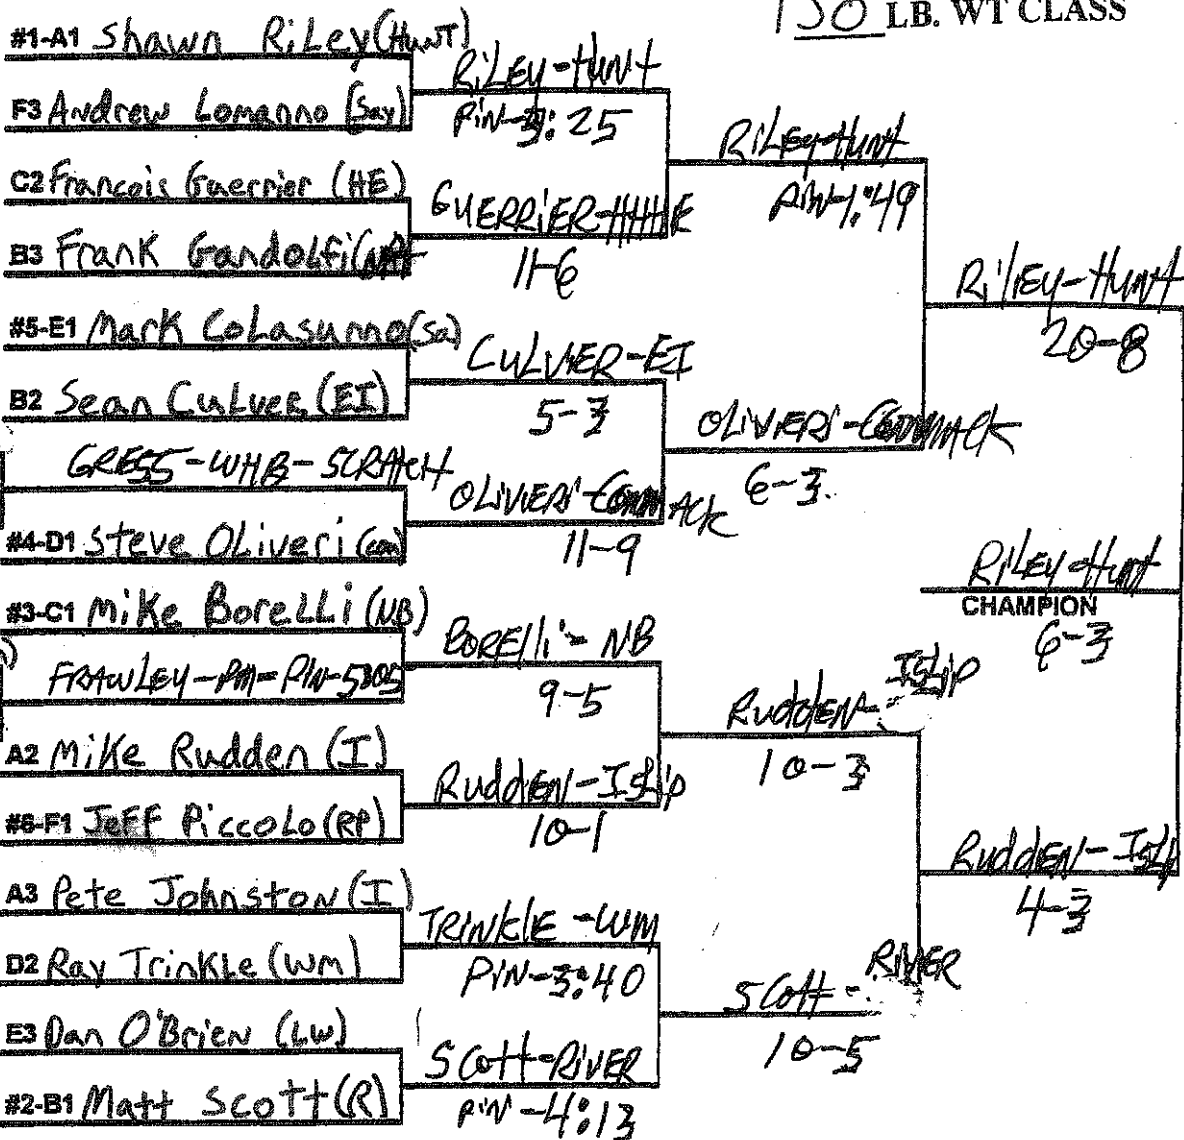 130 LB. WT CLASS
#1-A1 Shawn Riley (HUNT)
F3 Andrew Lomanno (Say)
C2 Francois Guerrier (HE)
B3 Frank Gandolfi
#5-E1 Mark Colasunno (Sa)
B2 Sean Culver (EI)
GRESS-WHB-SCRATCH
#4-D1 Steve Oliveri (com)
#3-C1 Mike Borelli (NB)
FRAWLEY-PM-PIN-5:05
A2 Mike Rudden (I)
#6-F1 Jeff Piccolo (RP)
A3 Pete Johnston (I)
D2 Ray Trinkle (WM)
E3 Dan O'Brien (LW)
#2-B1 Matt Scott (R)
RILEY-HUNT
PIN-3:25
GUERRIER-HHHE
11-6
CULVER-EI
5-3
OLIVIERI-COMMACK
11-9
BORELLI-NB
9-5
Rudden-ISLIP
10-1
TRINKLE-WM
PIN-3:40
SCOTT-RIVER
PIN-4:13
RILEY-HUNT
PIN-1:49
OLIVIERI-COMMACK
6-3
Rudden-ISLIP
10-3
SCOTT-RIVER
10-5
RILEY-HUNT
20-8
Rudden-ISLIP
4-3
RILEY-HUNT
CHAMPION
6-3